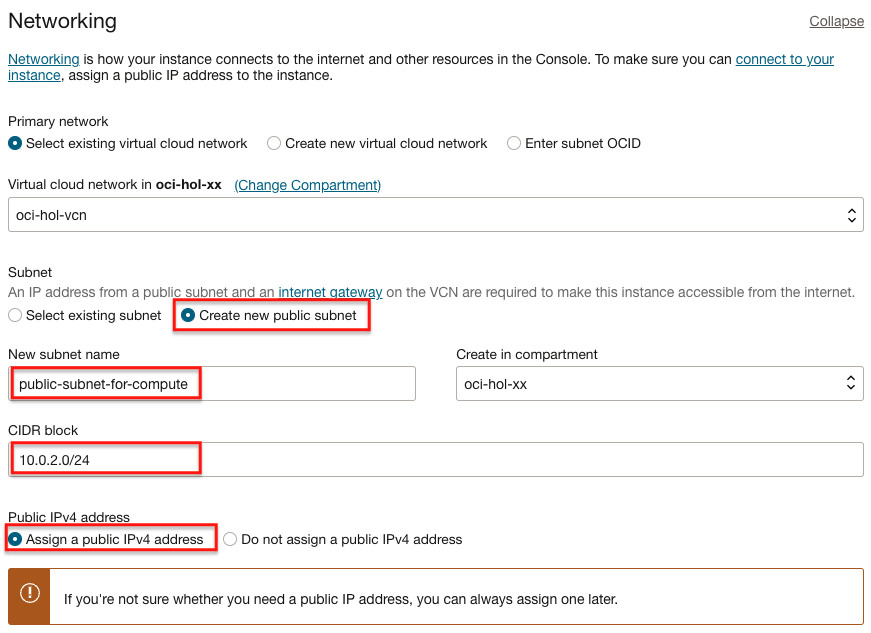 Networking
Collapse
Networking is how your instance connects to the internet and other resources in the Console. To make sure you can connect to your
instance, assign a public IP address to the instance.
Primary network
Select existing virtual cloud network
Create new virtual cloud network
Enter subnet OCID
Virtual cloud network in oci-hol-xx (Change Compartment)
oci-hol-vcn
Subnet
An IP address from a public subnet and an internet gateway on the VCN are required to make this instance accessible from the internet.
Select existing subnet
Create new public subnet
New subnet name
Create in compartment
public-subnet-for-compute
oci-hol-xx
CIDR block
10.0.2.0/24
Public IPv4 address
Assign a public IPv4 address
Do not assign a public IPv4 address
If you're not sure whether you need a public IP address, you can always assign one later.